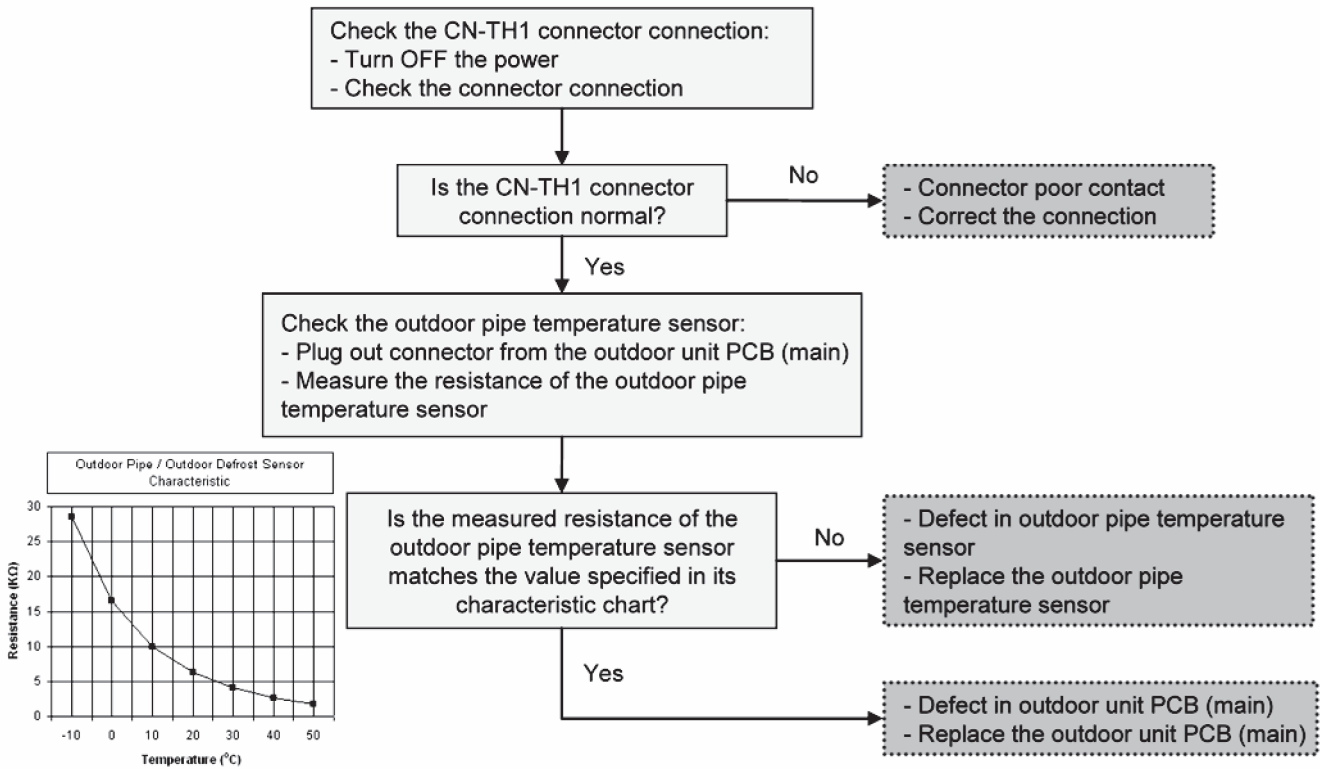 Check the CN-TH1 connector connection:
- Turn OFF the power
- Check the connector connection
Is the CN-TH1 connector
connection normal?
No
- Connector poor contact
- Correct the connection
Yes
Check the outdoor pipe temperature sensor:
- Plug out connector from the outdoor unit PCB (main)
- Measure the resistance of the outdoor pipe
temperature sensor
Outdoor Pipe / Outdoor Defrost Sensor
Characteristic
Resistance (KΩ)
30
25
20
15
10
5
0
-10 0 10 20 30 40 50
Temperature (°C)
Is the measured resistance of the
outdoor pipe temperature sensor
matches the value specified in its
characteristic chart?
No
- Defect in outdoor pipe temperature
sensor
- Replace the outdoor pipe
temperature sensor
Yes
- Defect in outdoor unit PCB (main)
- Replace the outdoor unit PCB (main)